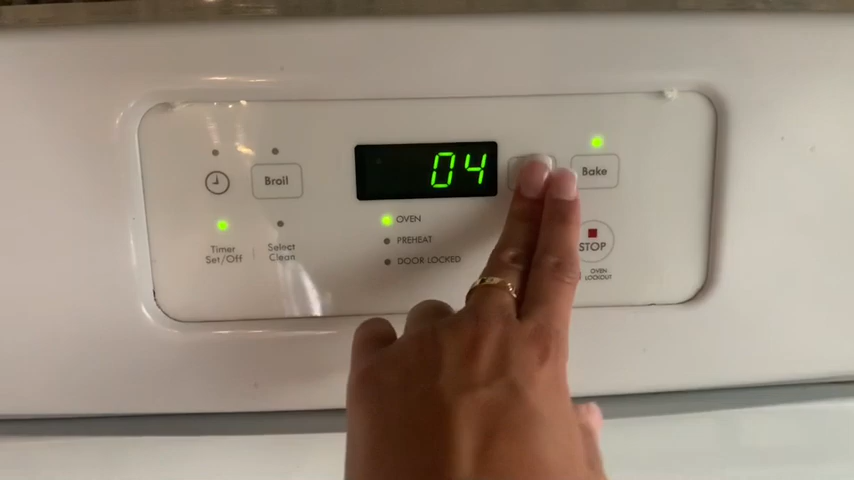 04
Broil
Bake
OVEN
PREHEAT
DOOR LOCKED
Timer
Set/Off
Select
Clean
STOP
OVEN
LOCKOUT